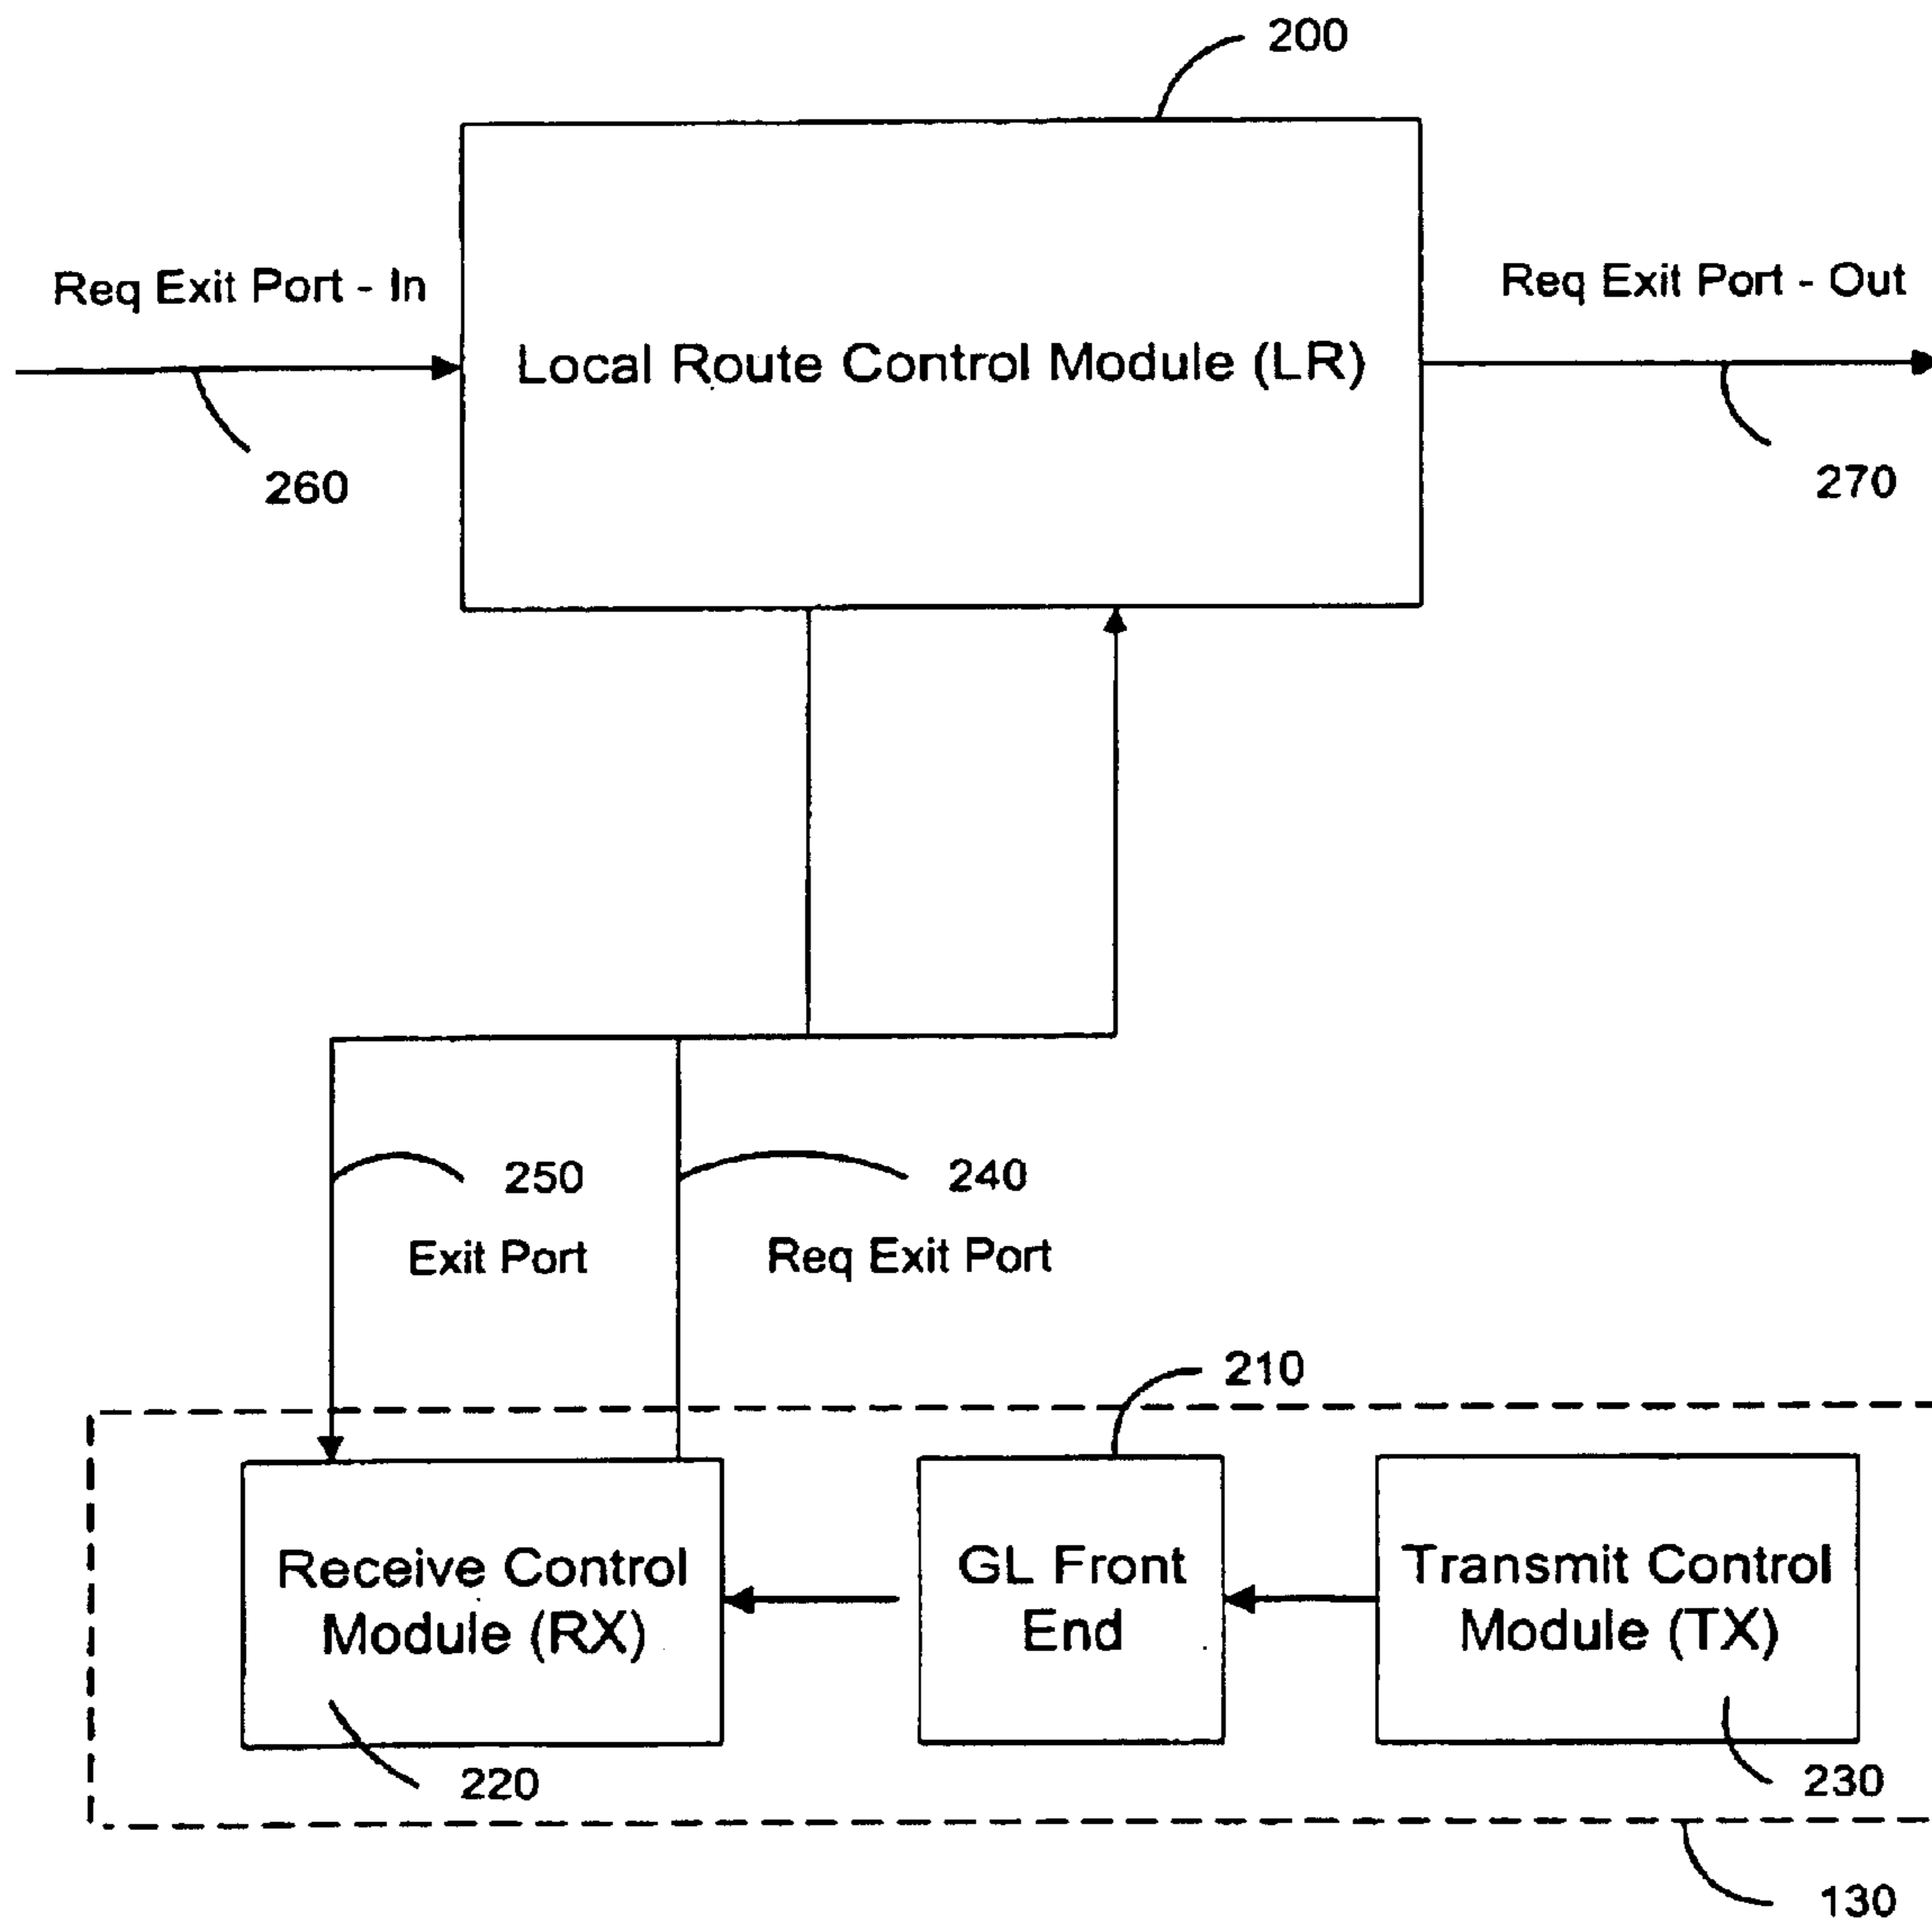 200
Req Exit Port - In
Req Exit Port - Out
Local Route Control Module (LR)
260
270
250
240
Exit Port
Req Exit Port
210
Receive Control
Module (RX)
GL Front
End
Transmit Control
Module (TX)
220
230
130